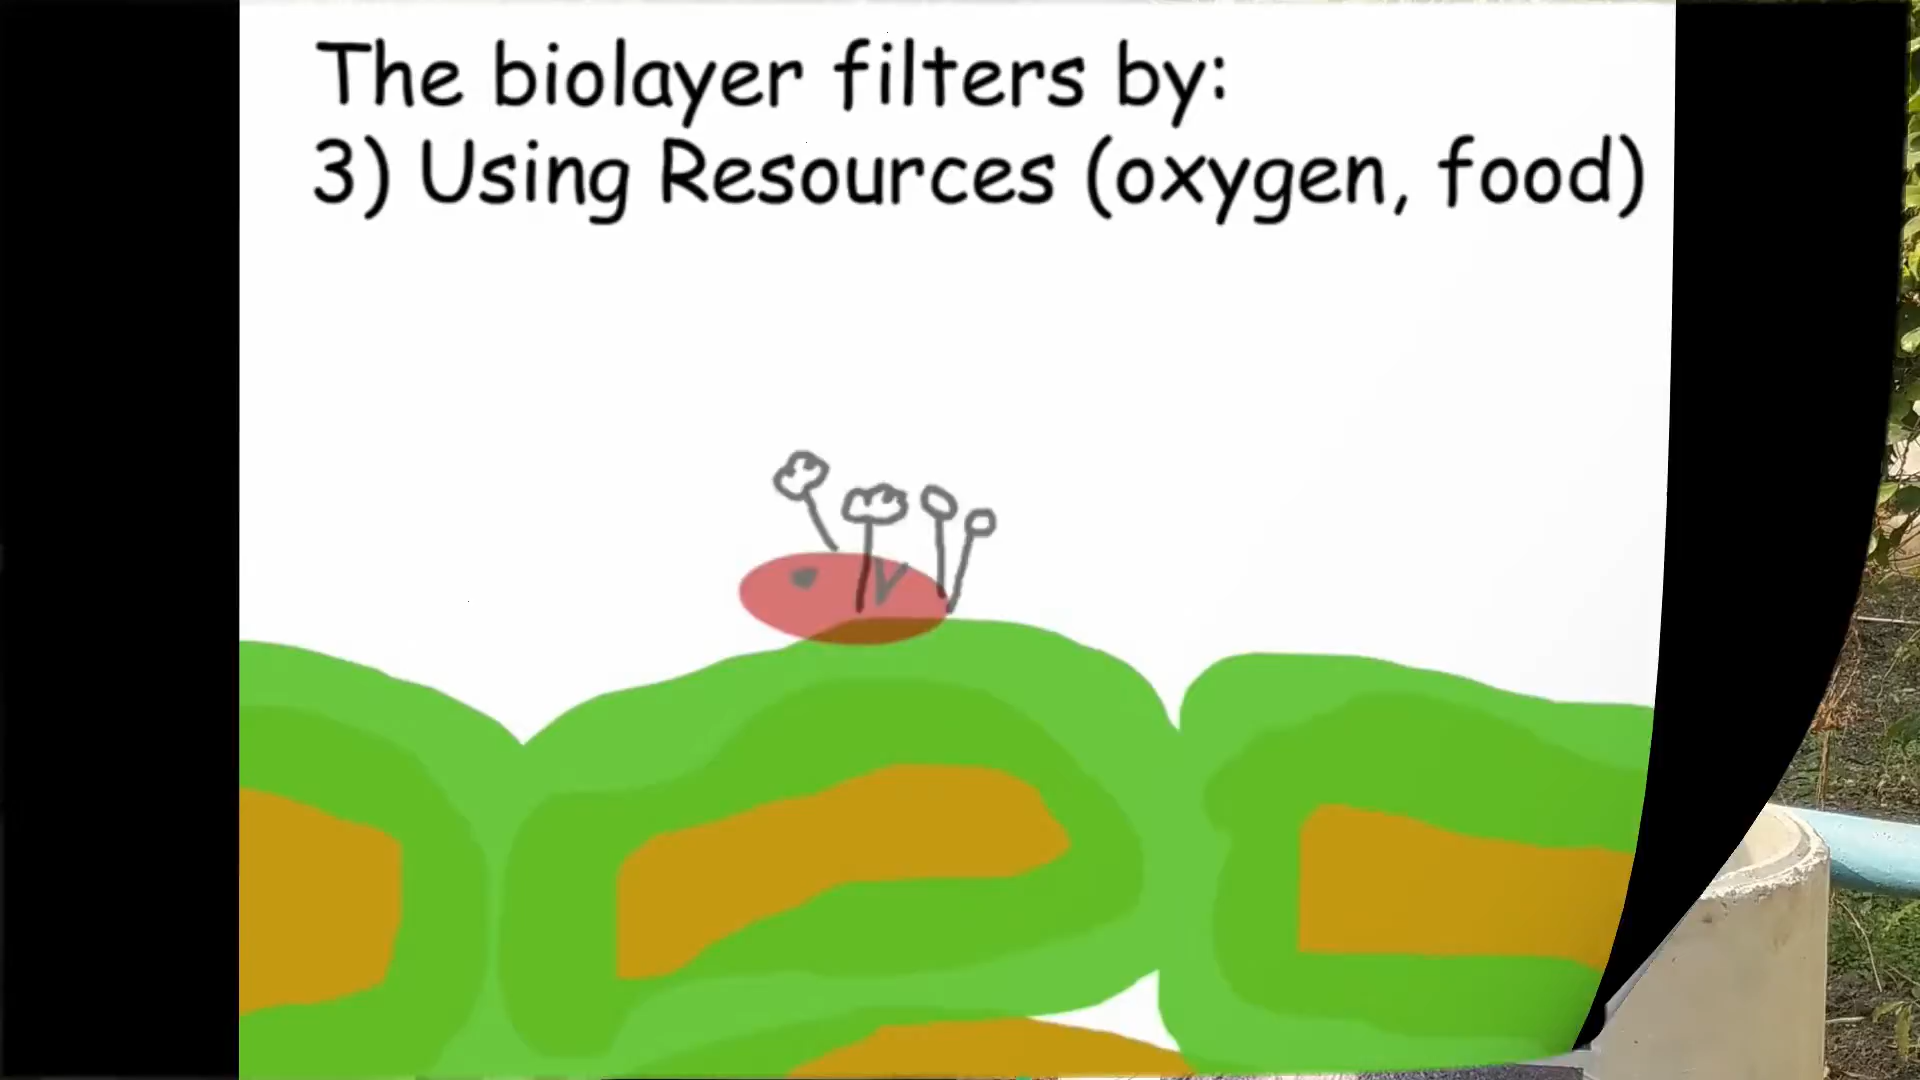 The biolayer filters by:
3) Using Resources (oxygen, food)